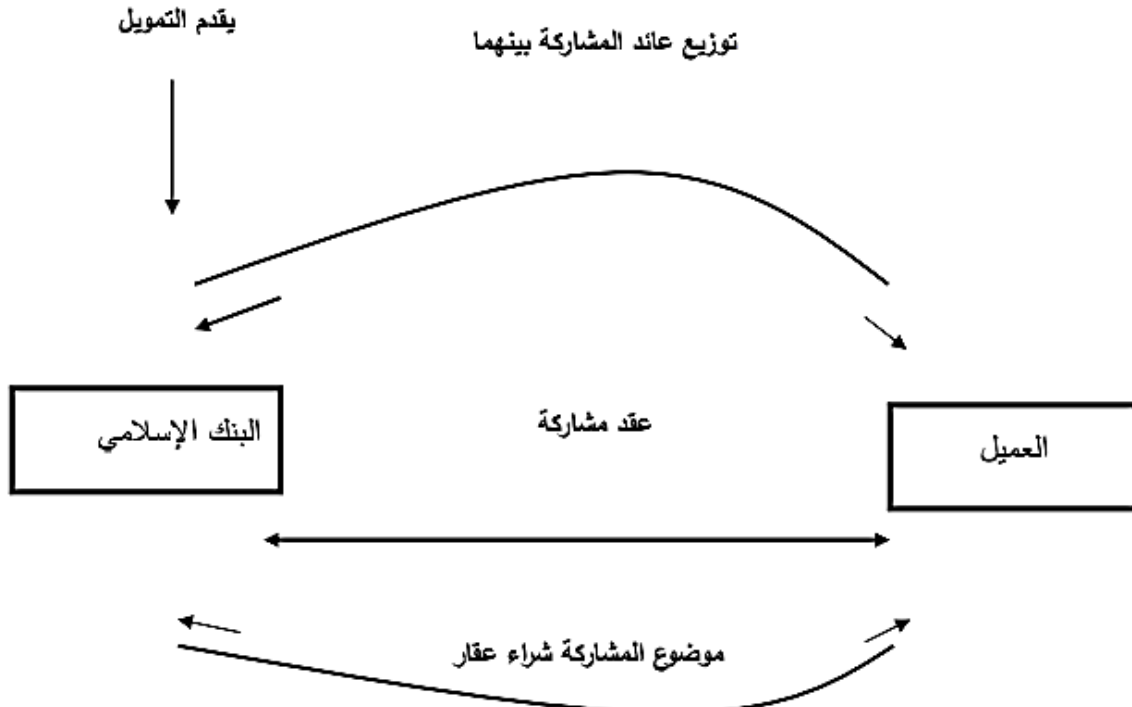 يقدم التمويل
توزيع عائد المشاركة بينهما
البنك الإسلامي
عقد مشاركة
العميل
موضوع المشاركة شراء عقار